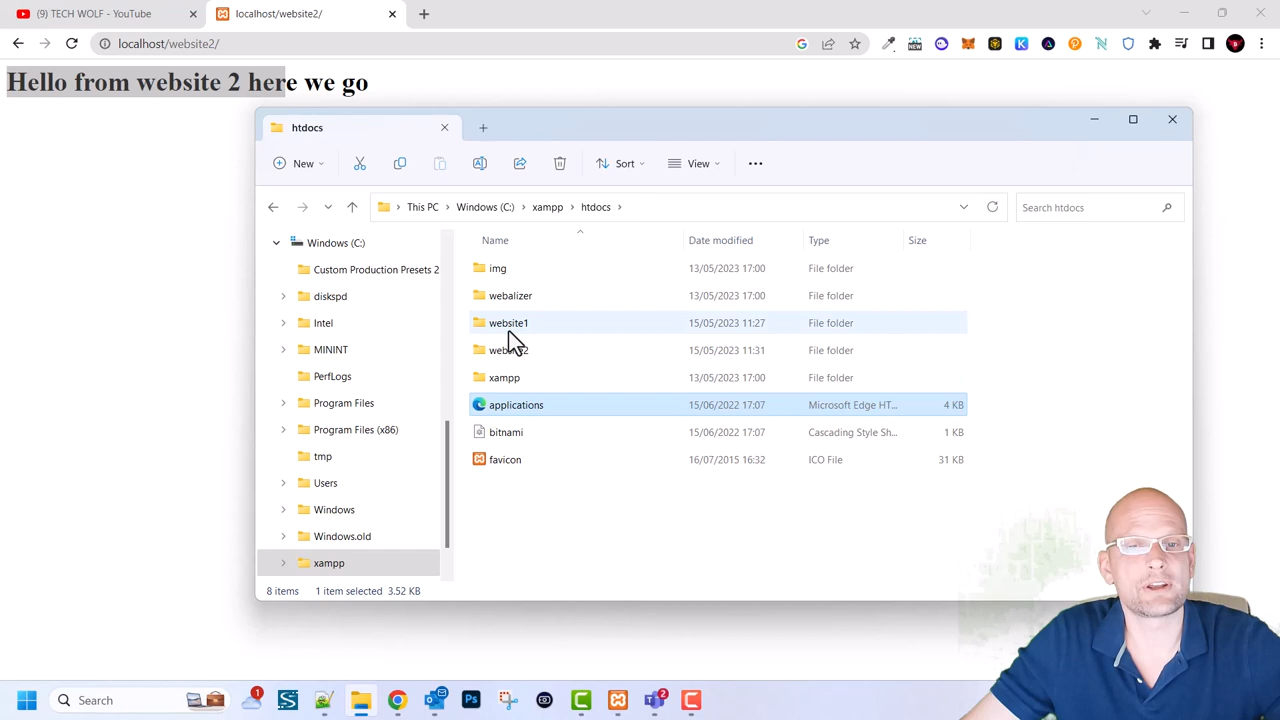 (9) TECH WOLF - YouTube
localhost/website2/
localhost/website2/
NEW
Hello from website 2 here we go
htdocs
New
Sort
View
This PC
Windows (C:)
xampp
htdocs
Search htdocs
Windows (C:)
Custom Production Presets 2
diskspd
Intel
MININT
PerfLogs
Program Files
Program Files (x86)
tmp
Users
Windows
Windows.old
xampp
Name
Date modified
Type
Size
img
13/05/2023 17:00
File folder
webalizer
13/05/2023 17:00
File folder
website1
15/05/2023 11:27
File folder
15/05/2023 11:31
File folder
xampp
13/05/2023 17:00
File folder
applications
15/06/2022 17:07
Microsoft Edge HT...
4 KB
bitnami
15/06/2022 17:07
Cascading Style Sh...
1 KB
favicon
16/07/2015 16:32
ICO File
31 KB
8 items
1 item selected 3.52 KB
Search
1
Ps
2